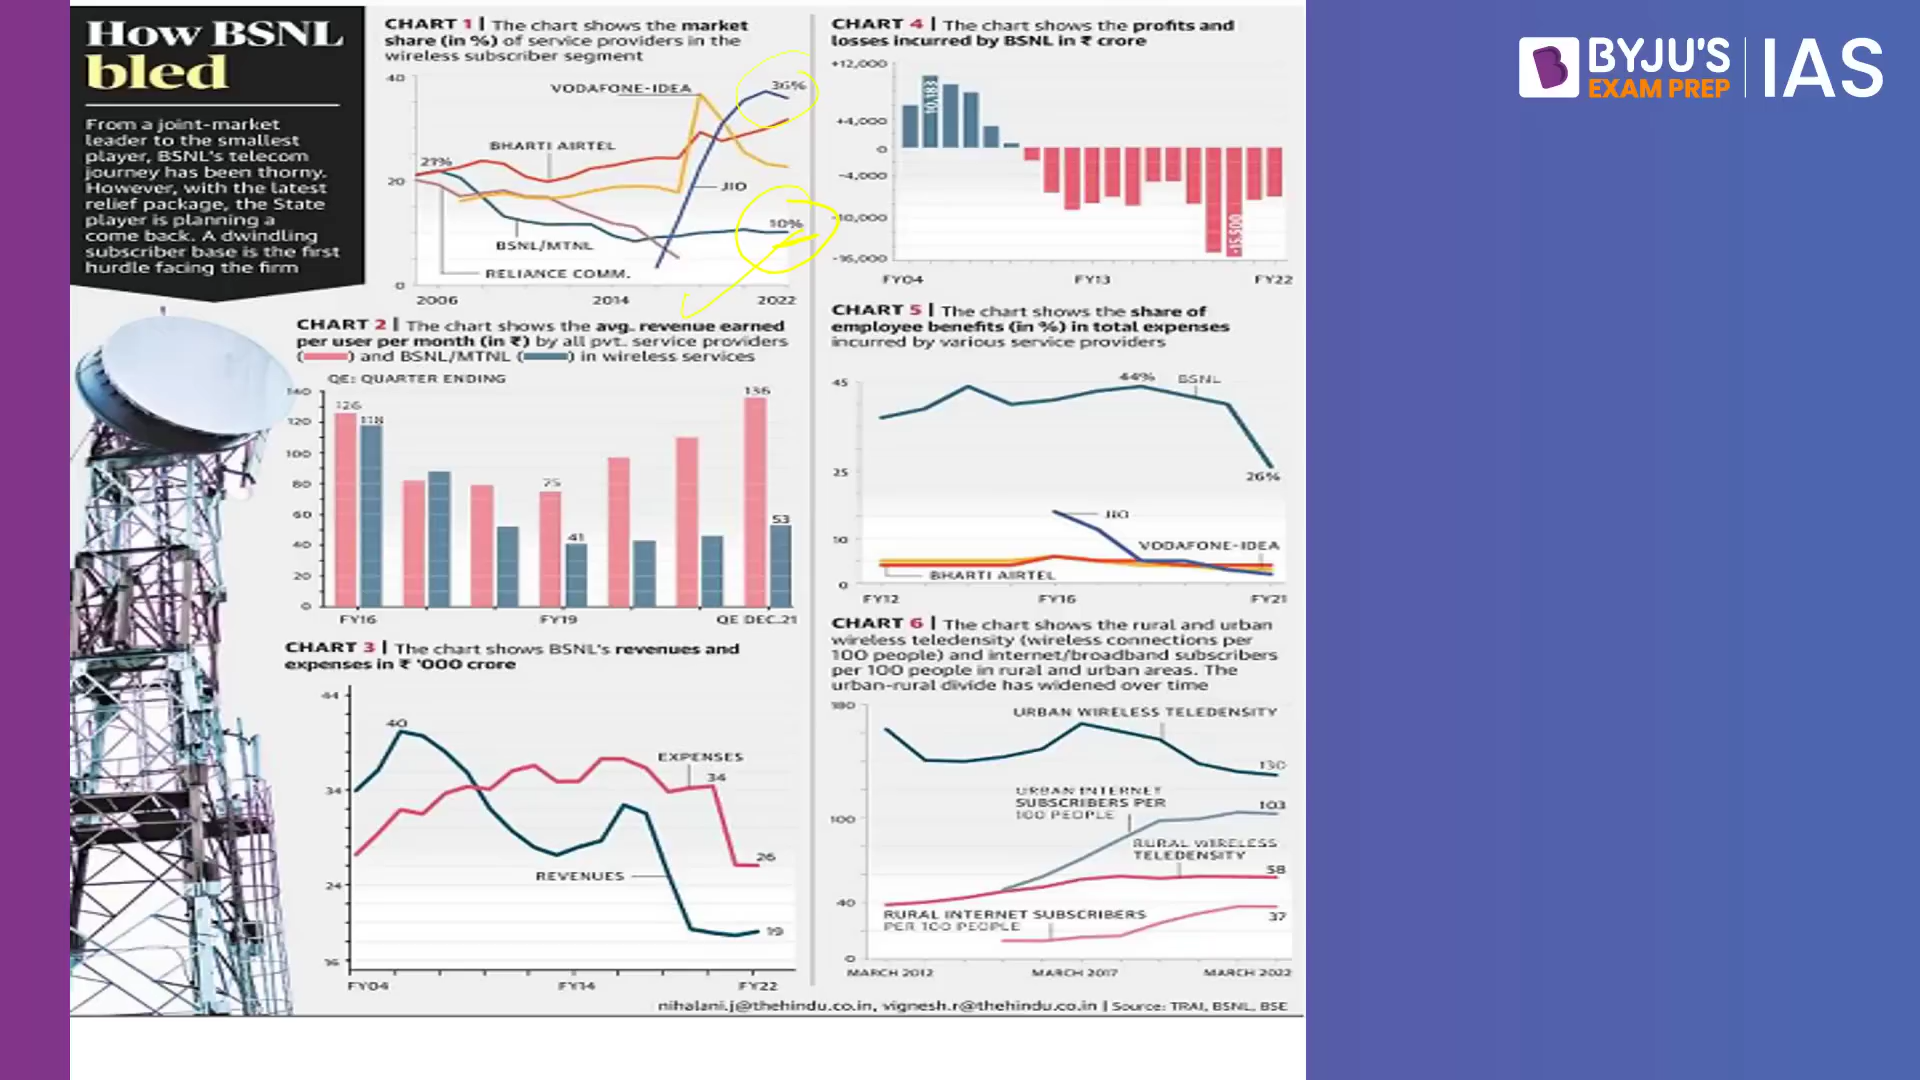 How BSNL
bled
From a joint-market
leader to the smallest
player, BSNL's telecom
journey has been thorny.
However, with the latest
relief package, the State
player is planning a
come back. A dwindling
subscriber base is the first
hurdle facing the firm
CHART 1 | The chart shows the market
share (in %) of service providers in the
wireless subscriber segment
40
20
0
VODAFONE-IDEA
36%
BHARTI AIRTEL
21%
JIO
10%
BSNL/MTNL
RELIANCE COMM.
2006
2014
2022
CHART 2 | The chart shows the avg. revenue earned
per user per month (in ₹) by all pvt. service providers
( ) and BSNL/MTNL ( ) in wireless services
QE: QUARTER ENDING
140
120
100
80
60
40
20
0
126
118
75
41
136
53
FY16
FY19
QE DEC.21
CHART 3 | The chart shows BSNL's revenues and
expenses in ₹ '000 crore
44
34
24
16
40
EXPENSES
34
26
REVENUES
19
FY04
FY14
FY22
CHART 4 | The chart shows the profits and
losses incurred by BSNL in ₹ crore
+12,000
+4,000
0
-4,000
-10,000
-16,000
10,183
-15,500
FY04
FY13
FY22
CHART 5 | The chart shows the share of
employee benefits (in %) in total expenses
incurred by various service providers
45
25
10
0
44%
BSNL
26%
JIO
VODAFONE-IDEA
BHARTI AIRTEL
FY12
FY16
FY21
CHART 6 | The chart shows the rural and urban
wireless teledensity (wireless connections per
100 people) and internet/broadband subscribers
per 100 people in rural and urban areas. The
urban-rural divide has widened over time
180
100
40
0
URBAN WIRELESS TELEDENSITY
130
URBAN INTERNET
SUBSCRIBERS PER
100 PEOPLE
103
RURAL WIRELESS
TELEDENSITY
58
RURAL INTERNET SUBSCRIBERS
PER 100 PEOPLE
37
MARCH 2012
MARCH 2017
MARCH 2022
nihalani.j@thehindu.co.in, vignesh.r@thehindu.co.in | Source: TRAI, BSNL, BSE
BYJU'S
EXAM PREP
IAS